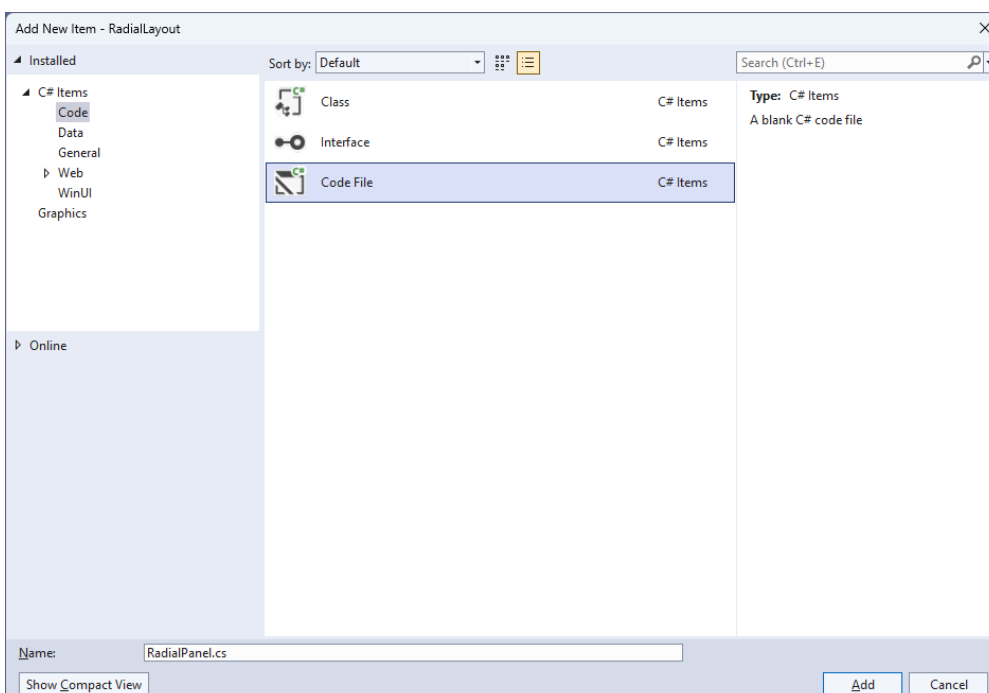 Add New Item - RadialLayout
Installed
C# Items
Code
Data
General
Web
WinUI
Graphics
Online
Sort by: Default
Class C# Items
Interface C# Items
Code File C# Items
Search (Ctrl+E)
Type: C# Items
A blank C# code file
Name: RadialPanel.cs
Show Compact View
Add Cancel